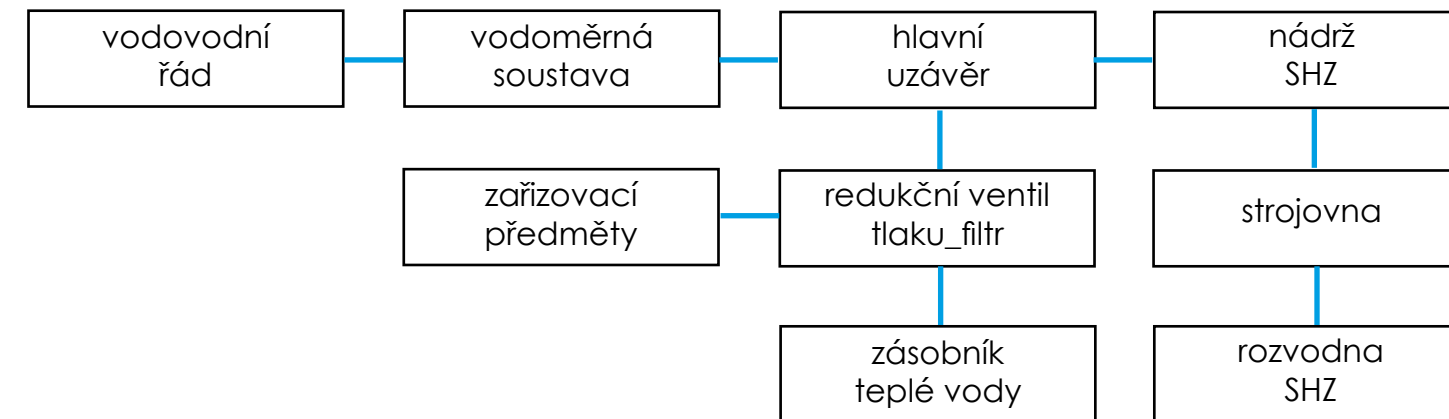 vodovodní
řád
vodoměrná
soustava
hlavní
uzávěr
nádrž
SHZ
zařizovací
předměty
redukční ventil
tlaku_filtr
strojovna
zásobník
teplé vody
rozvodna
SHZ